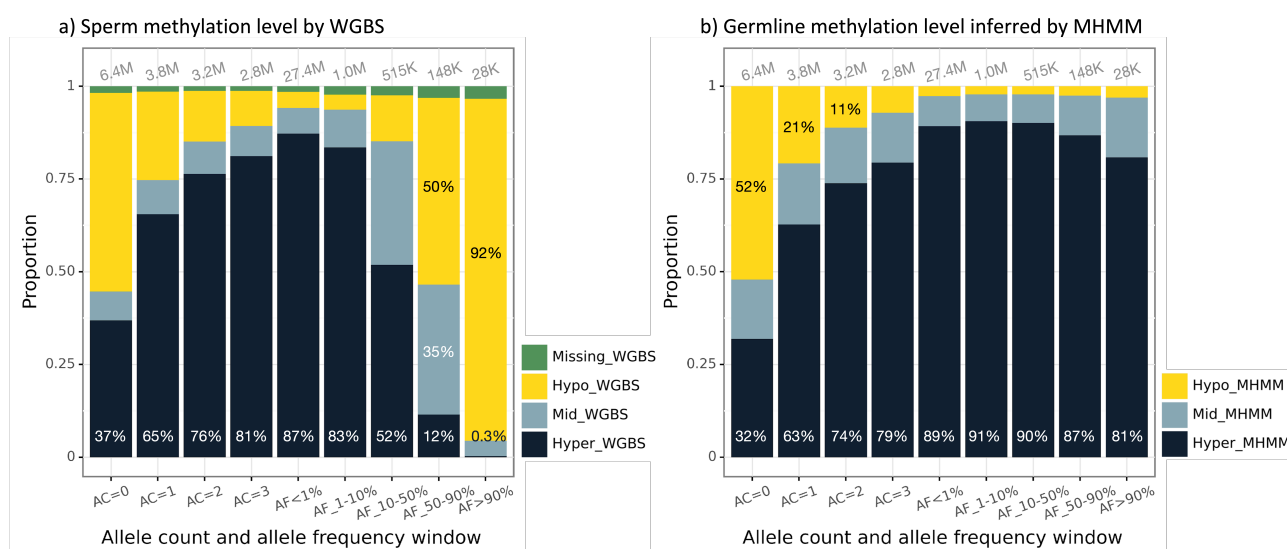 a) Sperm methylation level by WGBS
6.4M 3.8M 3.2M 2.8M 27.4M 1.0M 515K 148K 28K
1
0.75
0.50
0.25
0
Proportion
50%
92%
35%
37% 65% 76% 81% 87% 83% 52% 12% 0.3%
AC=0 AC=1 AC=2 AC=3 AF<1% AF_1-10% AF_10-50% AF_50-90% AF>90%
Allele count and allele frequency window
Missing_WGBS
Hypo_WGBS
Mid_WGBS
Hyper_WGBS
b) Germline methylation level inferred by MHMM
6.4M 3.8M 3.2M 2.8M 27.4M 1.0M 515K 148K 28K
1
0.75
0.50
0.25
0
Proportion
11%
21%
52%
32% 63% 74% 79% 89% 91% 90% 87% 81%
AC=0 AC=1 AC=2 AC=3 AF<1% AF_1-10% AF_10-50% AF_50-90% AF>90%
Allele count and allele frequency window
Hypo_MHMM
Mid_MHMM
Hyper_MHMM